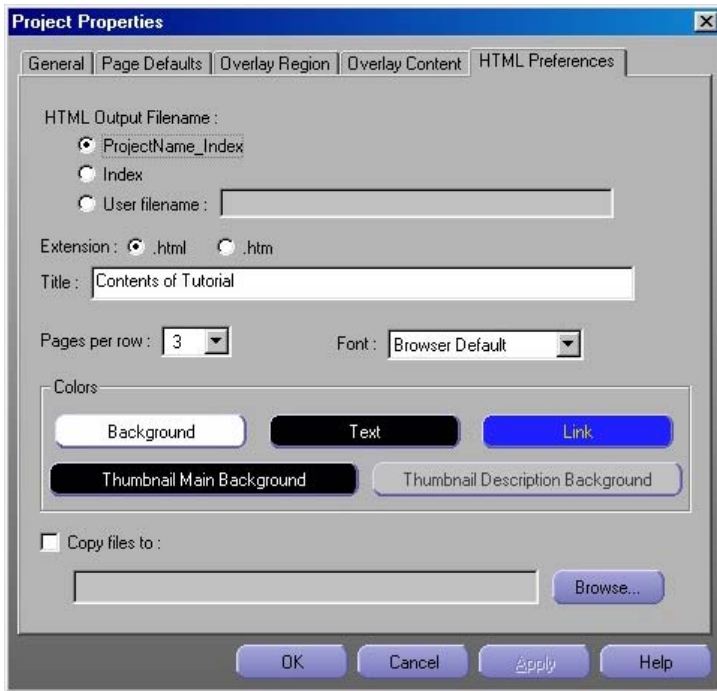 Project Properties
General Page Defaults Overlay Region Overlay Content HTML Preferences
HTML Output Filename :
ProjectName_Index
Index
User filename :
Extension : .html .htm
Title : Contents of Tutorial
Pages per row : 3 Font : Browser Default
Colors
Background Text Link
Thumbnail Main Background Thumbnail Description Background
Copy files to :
Browse...
OK Cancel Apply Help